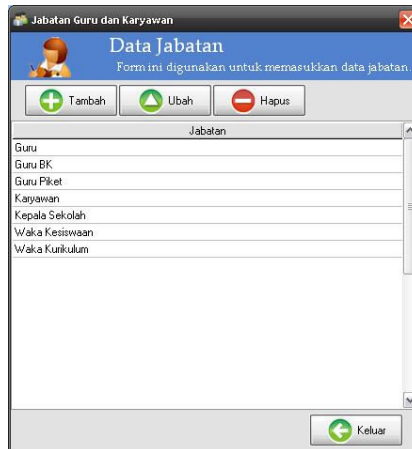 Jabatan Guru dan Karyawan
Data Jabatan
Form ini digunakan untuk memasukkan data jabatan.
Tambah Ubah Hapus
Jabatan
Guru
Guru BK
Guru Piket
Karyawan
Kepala Sekolah
Waka Kesiswaan
Waka Kurikulum
Keluar